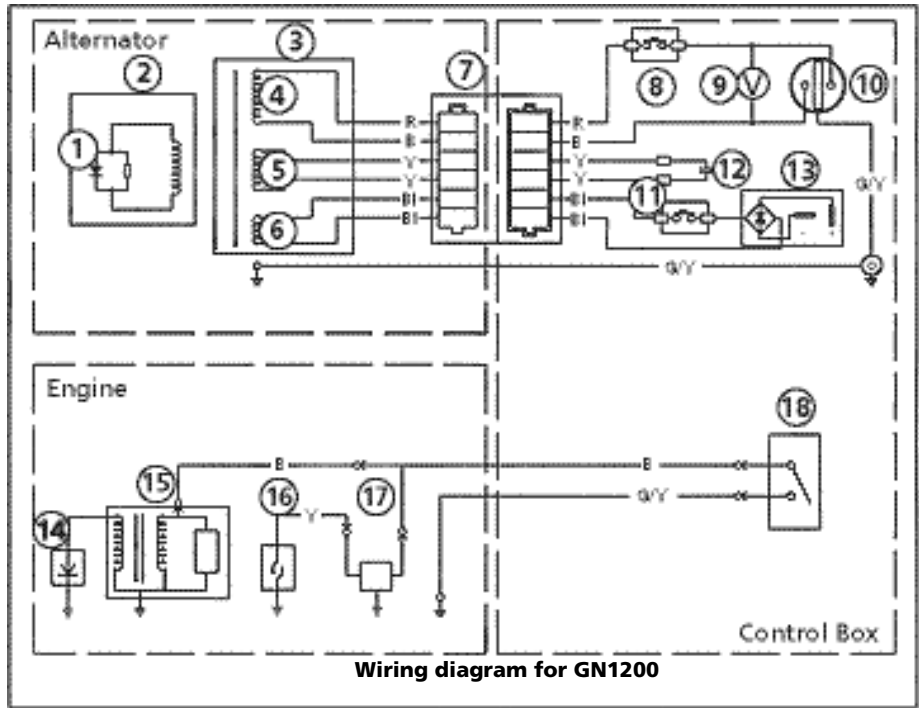 Alternator
3
2
7
4
8
9
V
10
R
R
1
B
B
Y
Y
5
12
13
Y
Y
11
G/Y
Bl
Bl
6
Bl
Bl
G/Y
Engine
18
15
B
B
16
17
14
Y
G/Y
Control Box
Wiring diagram for GN1200